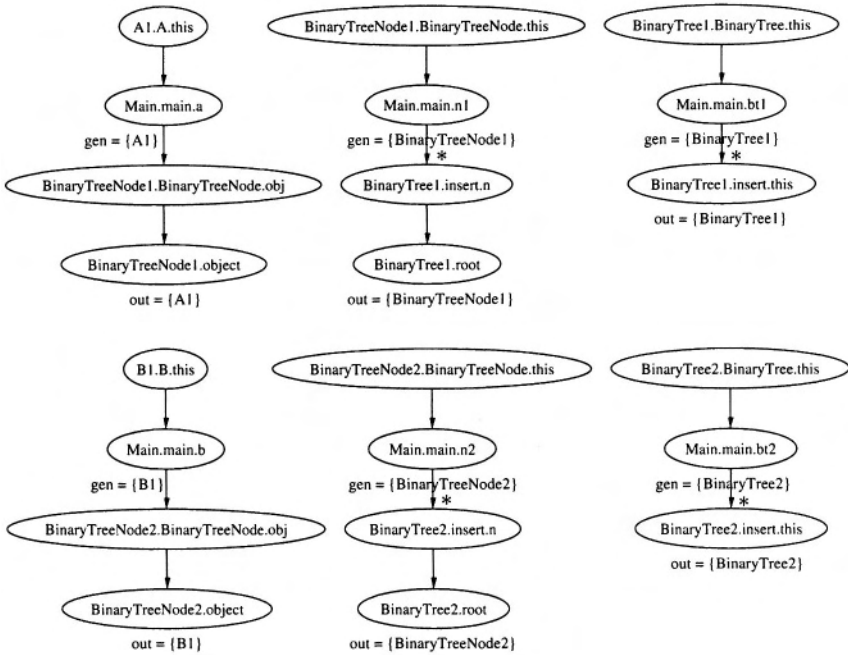 A1.A.this
BinaryTreeNode1.BinaryTreeNode.this
BinaryTree1.BinaryTree.this
Main.main.a
Main.main.n1
Main.main.bt1
gen = {A1}
gen = {BinaryTreeNode1}
gen = {BinaryTree1}
*
*
BinaryTreeNode1.BinaryTreeNode.obj
BinaryTree1.insert.n
BinaryTree1.insert.this
out = {BinaryTree1}
BinaryTreeNode1.object
BinaryTree1.root
out = {A1}
out = {BinaryTreeNode1}
B1.B.this
BinaryTreeNode2.BinaryTreeNode.this
BinaryTree2.BinaryTree.this
Main.main.b
Main.main.n2
Main.main.bt2
gen = {B1}
gen = {BinaryTreeNode2}
gen = {BinaryTree2}
*
*
BinaryTreeNode2.BinaryTreeNode.obj
BinaryTree2.insert.n
BinaryTree2.insert.this
out = {BinaryTree2}
BinaryTreeNode2.object
BinaryTree2.root
out = {B1}
out = {BinaryTreeNode2}